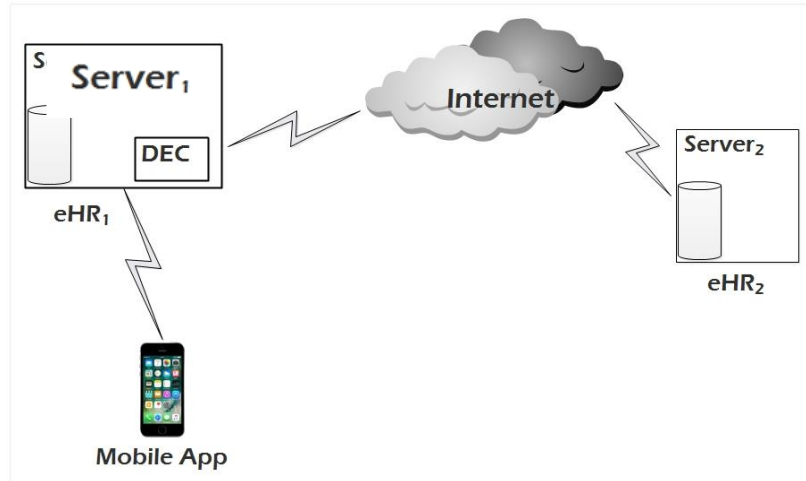 S
Server₁
DEC
eHR₁
Internet
Server₂
eHR₂
Mobile App